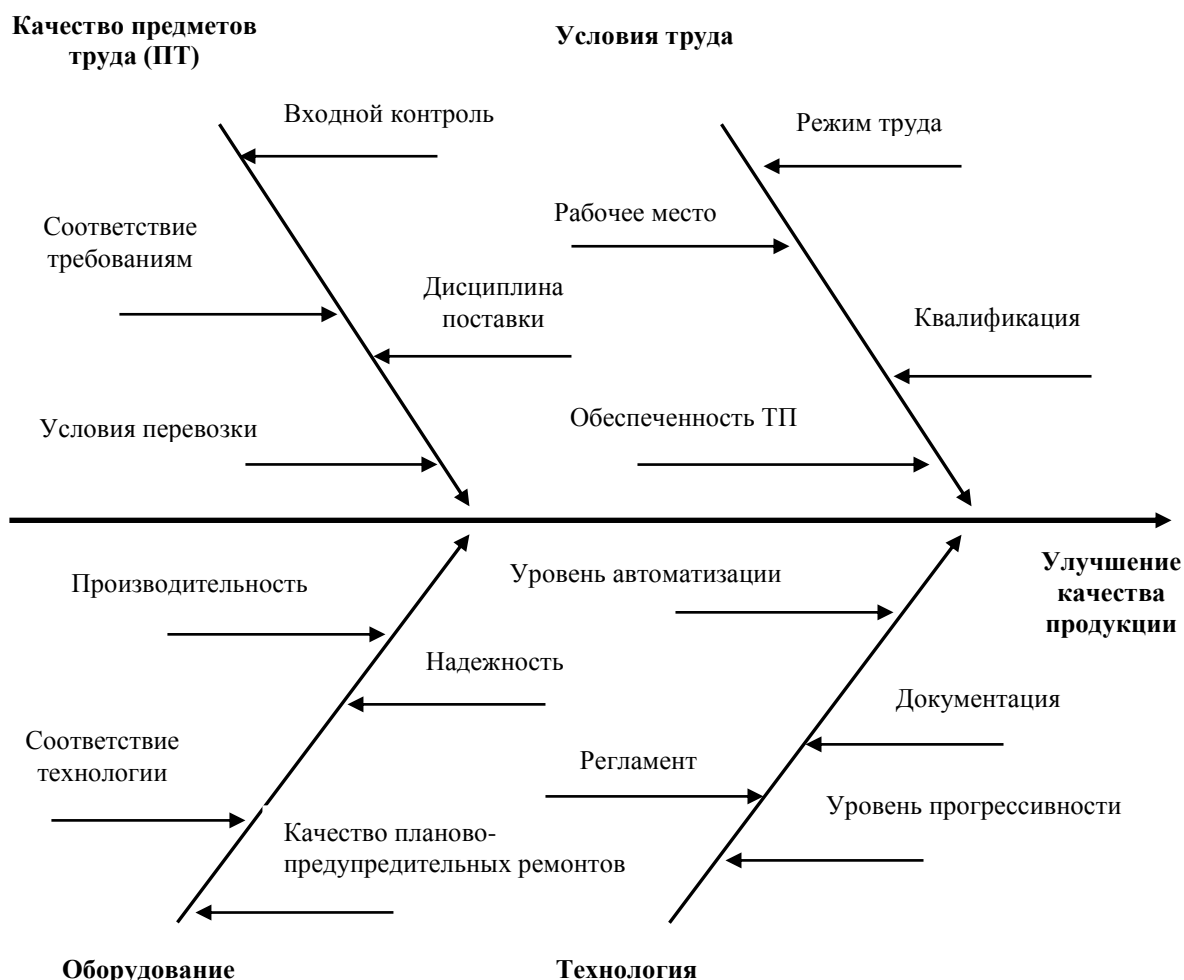 Качество предметов
труда (ПТ)
Условия труда
Входной контроль
Режим труда
Соответствие
требованиям
Рабочее место
Дисциплина
поставки
Квалификация
Условия перевозки
Обеспеченность ТП
Улучшение
качества
продукции
Производительность
Уровень автоматизации
Надежность
Документация
Соответствие
технологии
Регламент
Уровень прогрессивности
Качество планово-
предупредительных ремонтов
Оборудование
Технология